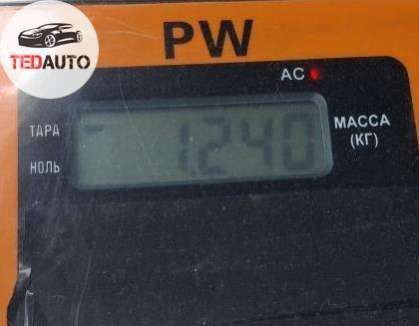 TEDAUTO
PW
AC
ТАРА
1.240
МАССА
(КГ)
НОЛЬ